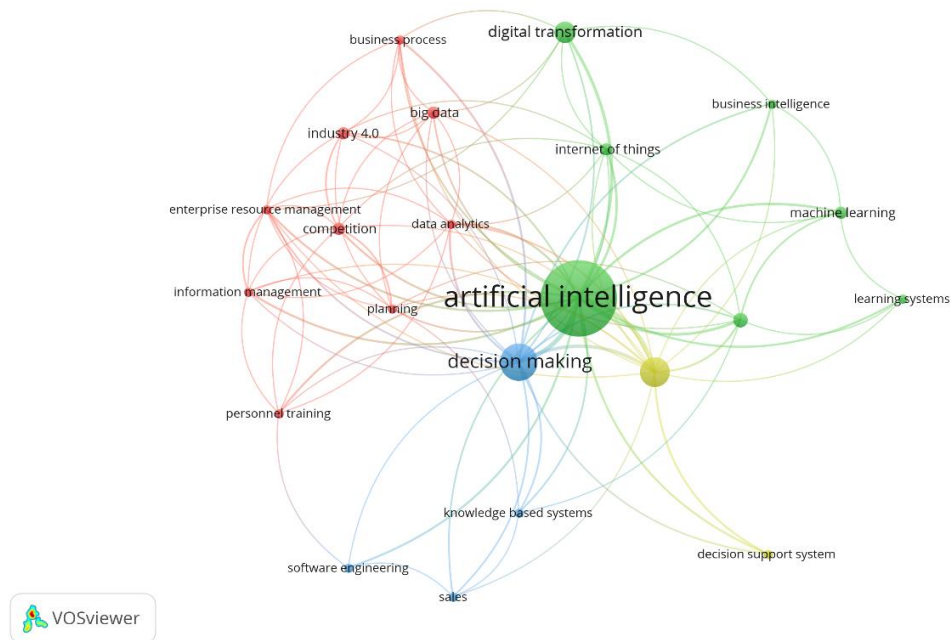 digital transformation
business process
business intelligence
big data
industry 4.0
internet of things
enterprise resource management
machine learning
competition
data analytics
information management
artificial intelligence
learning systems
planning
decision making
personnel training
knowledge based systems
decision support system
software engineering
sales
VOSviewer